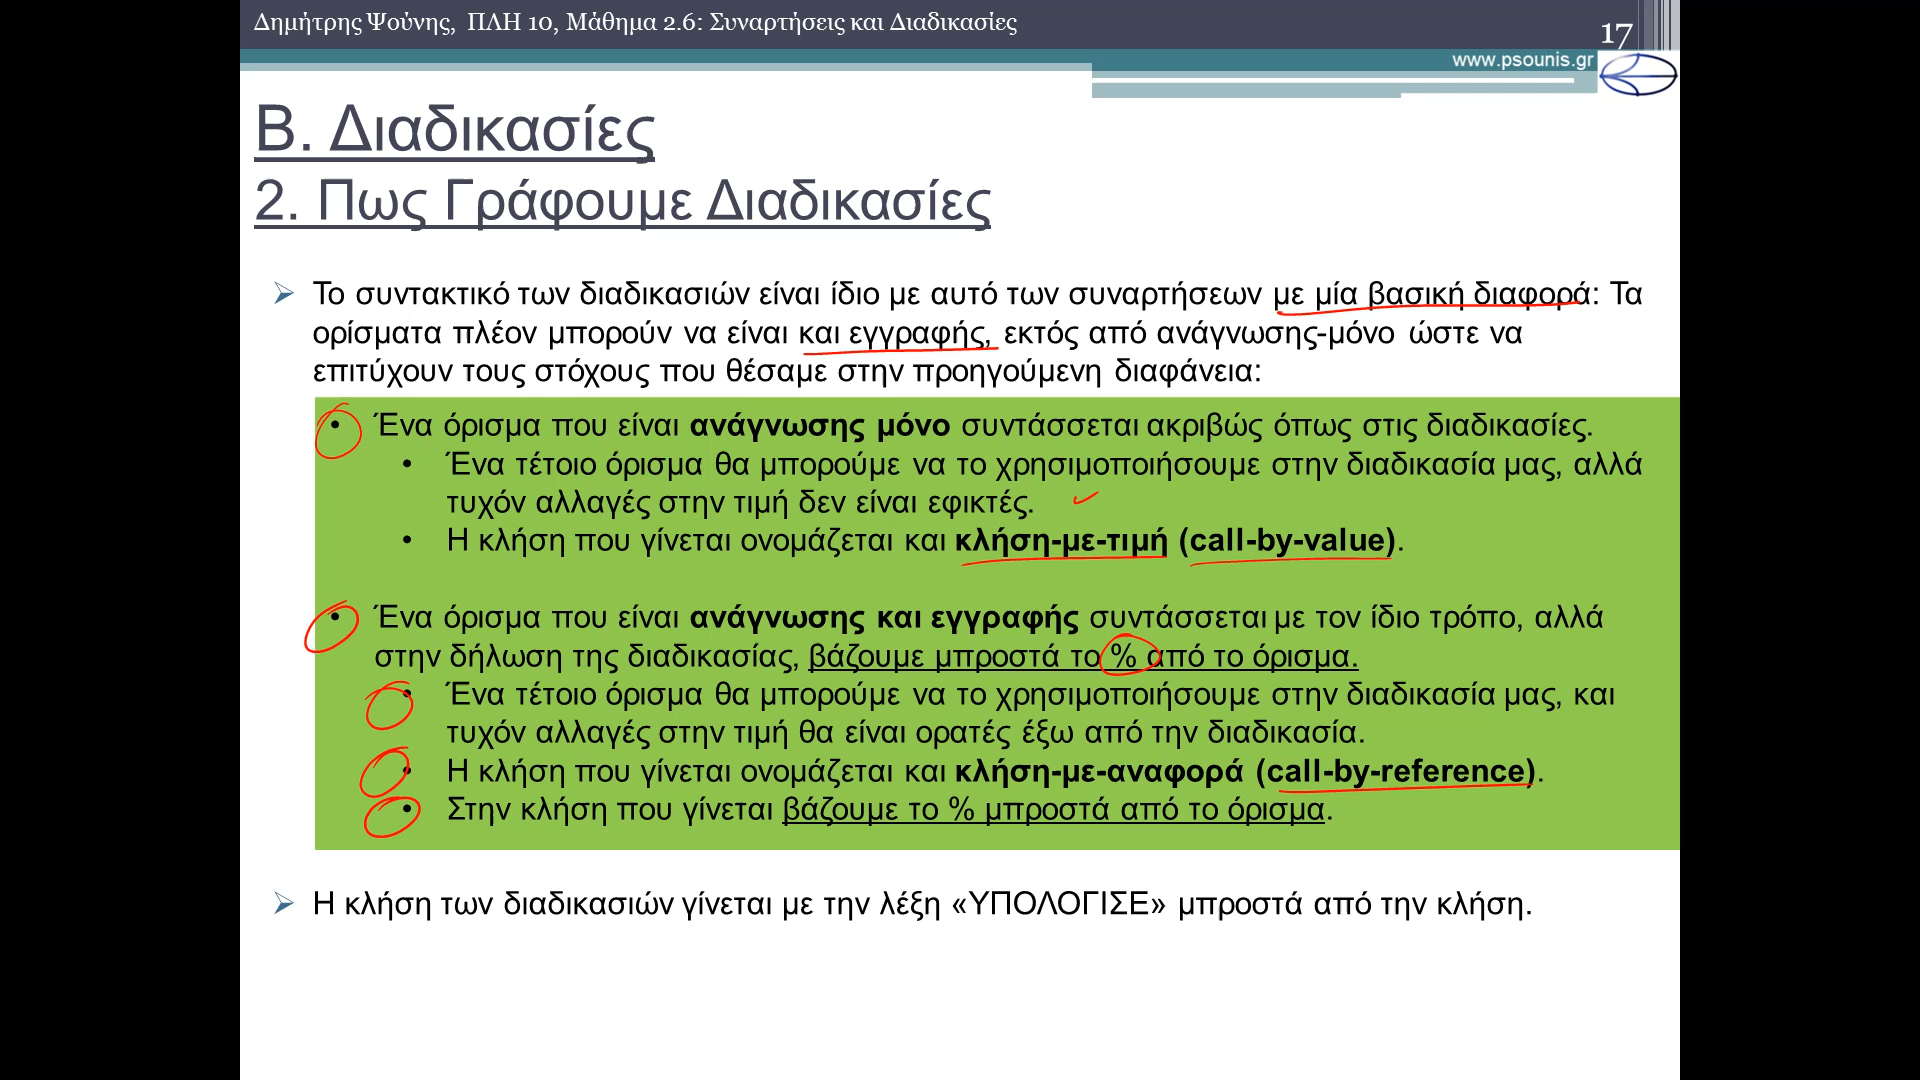 Δημήτρης Ψούνης, ΠΛΗ 10, Μάθημα 2.6: Συναρτήσεις και Διαδικασίες
17
www.psounis.gr
Β. Διαδικασίες
2. Πως Γράφουμε Διαδικασίες
Το συντακτικό των διαδικασιών είναι ίδιο με αυτό των συναρτήσεων με μία βασική διαφορά: Τα
ορίσματα πλέον μπορούν να είναι και εγγραφής, εκτός από ανάγνωσης-μόνο ώστε να
επιτύχουν τους στόχους που θέσαμε στην προηγούμενη διαφάνεια:
• Ένα όρισμα που είναι ανάγνωσης μόνο συντάσσεται ακριβώς όπως στις διαδικασίες.
• Ένα τέτοιο όρισμα θα μπορούμε να το χρησιμοποιήσουμε στην διαδικασία μας, αλλά
τυχόν αλλαγές στην τιμή δεν είναι εφικτές.
• Η κλήση που γίνεται ονομάζεται και κλήση-με-τιμή (call-by-value).
• Ένα όρισμα που είναι ανάγνωσης και εγγραφής συντάσσεται με τον ίδιο τρόπο, αλλά
στην δήλωση της διαδικασίας, βάζουμε μπροστά το % από το όρισμα.
• Ένα τέτοιο όρισμα θα μπορούμε να το χρησιμοποιήσουμε στην διαδικασία μας, και
τυχόν αλλαγές στην τιμή θα είναι ορατές έξω από την διαδικασία.
• Η κλήση που γίνεται ονομάζεται και κλήση-με-αναφορά (call-by-reference).
• Στην κλήση που γίνεται βάζουμε το % μπροστά από το όρισμα.
Η κλήση των διαδικασιών γίνεται με την λέξη «ΥΠΟΛΟΓΙΣΕ» μπροστά από την κλήση.